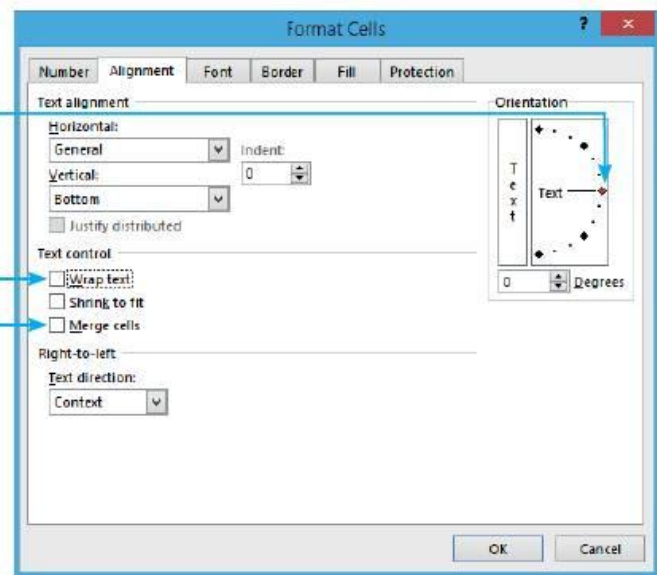 Format Cells
?
Number Alignment Font Border Fill Protection
Text alignment
Horizontal:
General
Indent:
Vertical:
0
Bottom
Justify distributed
Text control
Wrap text
Shrink to fit
Merge cells
Right-to-left
Text direction:
Context
Orientation
Text
Text
0 Degrees
OK Cancel